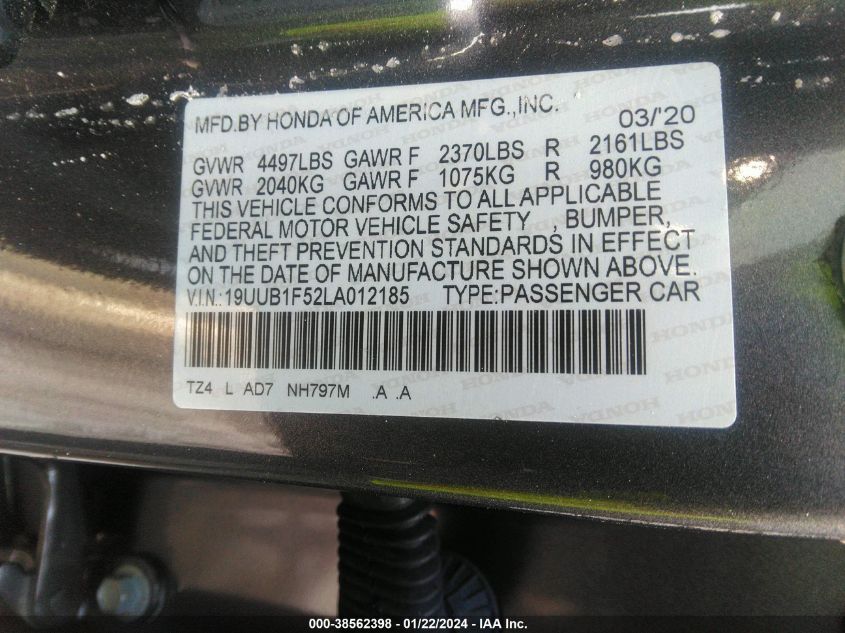 MFD.BY HONDA OF AMERICA MFG.,INC. 03/'20
GVWR 4497LBS GAWR F 2370LBS R 2161LBS
GVWR 2040KG GAWR F 1075KG R 980KG
THIS VEHICLE CONFORMS TO ALL APPLICABLE
FEDERAL MOTOR VEHICLE SAFETY , BUMPER,
AND THEFT PREVENTION STANDARDS IN EFFECT
ON THE DATE OF MANUFACTURE SHOWN ABOVE.
V.I.N.:19UUB1F52LA012185 TYPE:PASSENGER CAR
TZ4 L AD7 NH797M .A .A
000-38562398 - 01/22/2024 - IAA Inc.